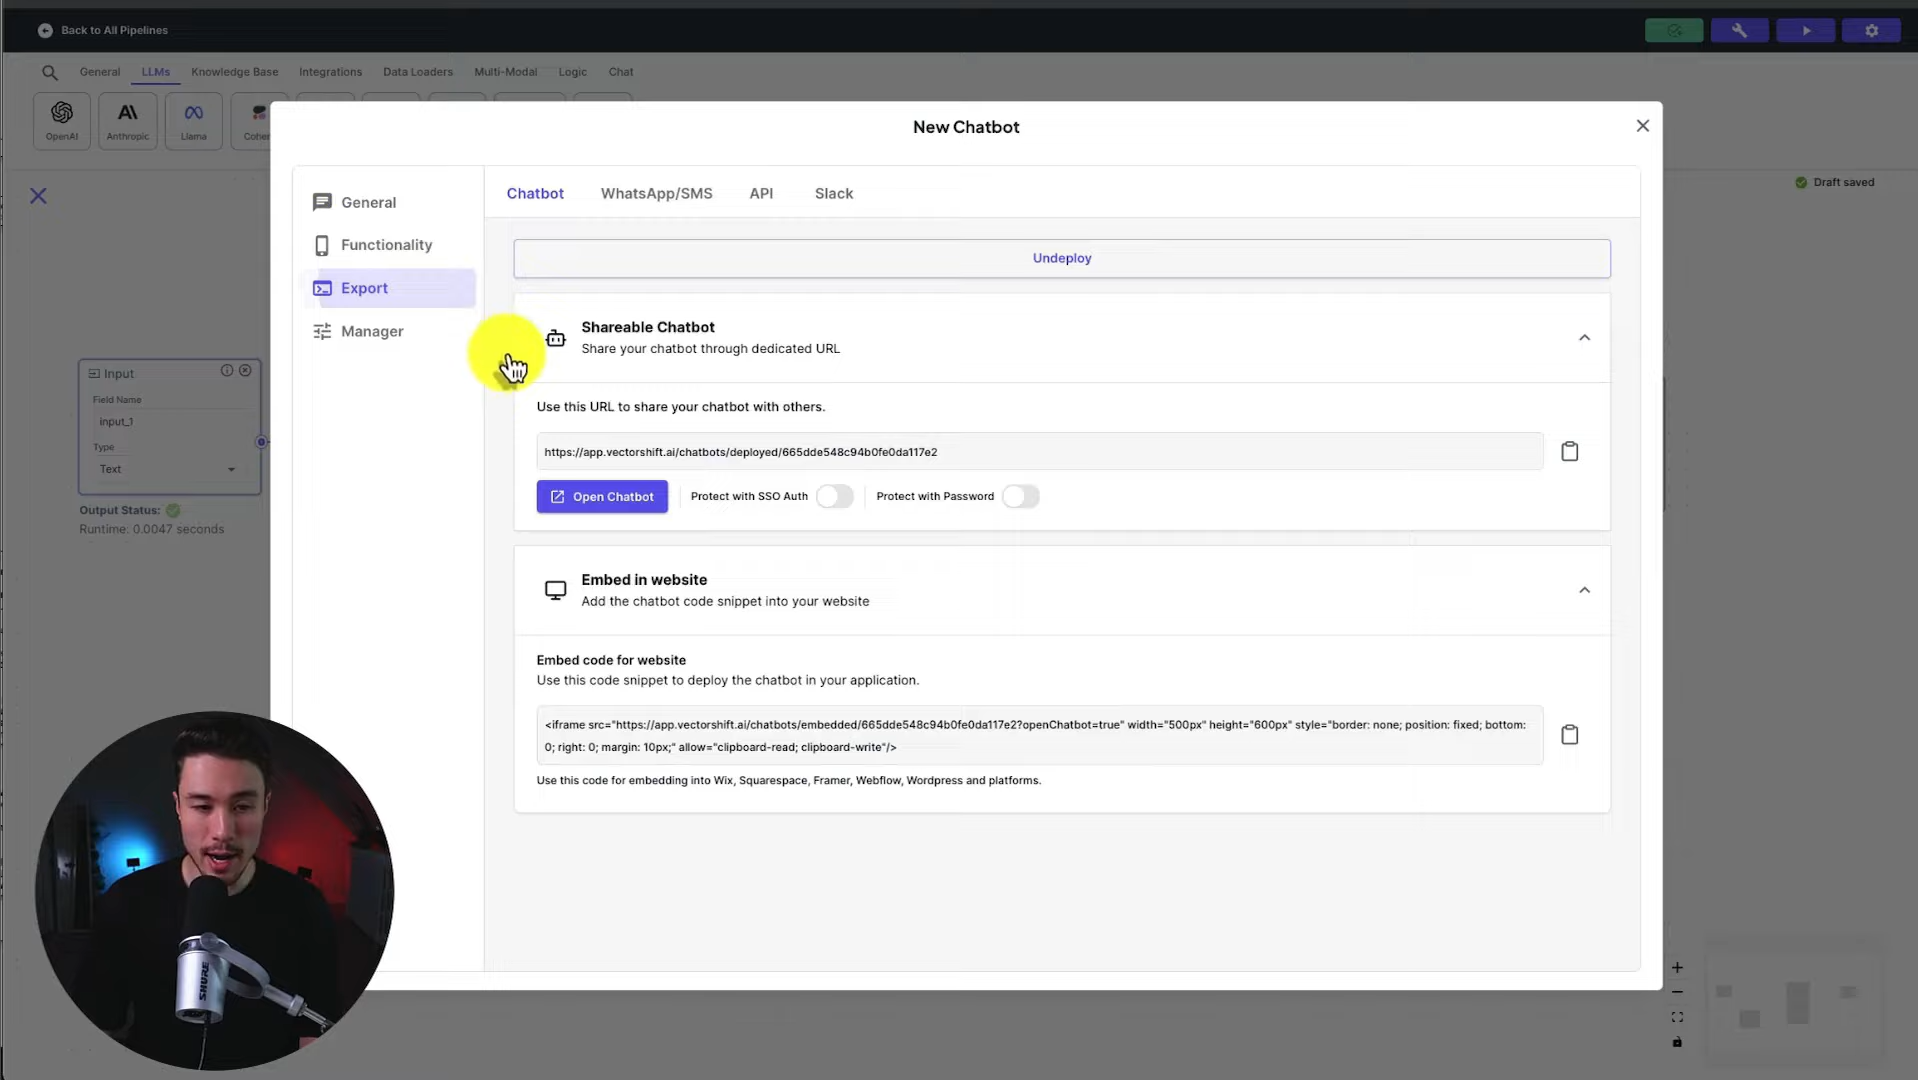 Back to All Pipelines
General LLMs Knowledge Base Integrations Data Loaders Multi-Modal Logic Chat
OpenAI Anthropic Llama
New Chatbot
Draft saved
General
Functionality
Export
Manager
Chatbot WhatsApp/SMS API Slack
Undeploy
Shareable Chatbot
Share your chatbot through dedicated URL
Use this URL to share your chatbot with others.
https://app.vectorshift.ai/chatbots/deployed/665dde548c94b0fe0da117e2
Open Chatbot Protect with SSO Auth Protect with Password
Embed in website
Add the chatbot code snippet into your website
Embed code for website
Use this code snippet to deploy the chatbot in your application.
<iframe src="https://app.vectorshift.ai/chatbots/embedded/665dde548c94b0fe0da117e2?openChatbot=true" width="500px" height="600px" style="border: none; position: fixed; bottom:
0; right: 0; margin: 10px;" allow="clipboard-read; clipboard-write"/>
Use this code for embedding into Wix, Squarespace, Framer, Webflow, Wordpress and platforms.
Input
Field Name
input_1
Type
Text
Output Status:
Runtime: 0.0047 seconds
SHURE